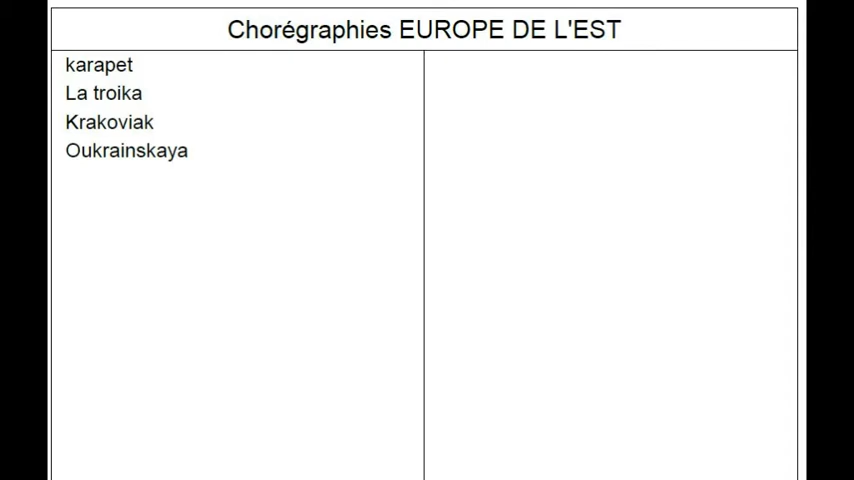 Chorégraphies EUROPE DE L'EST
karapet
La troika
Krakoviak
Oukrainskaya